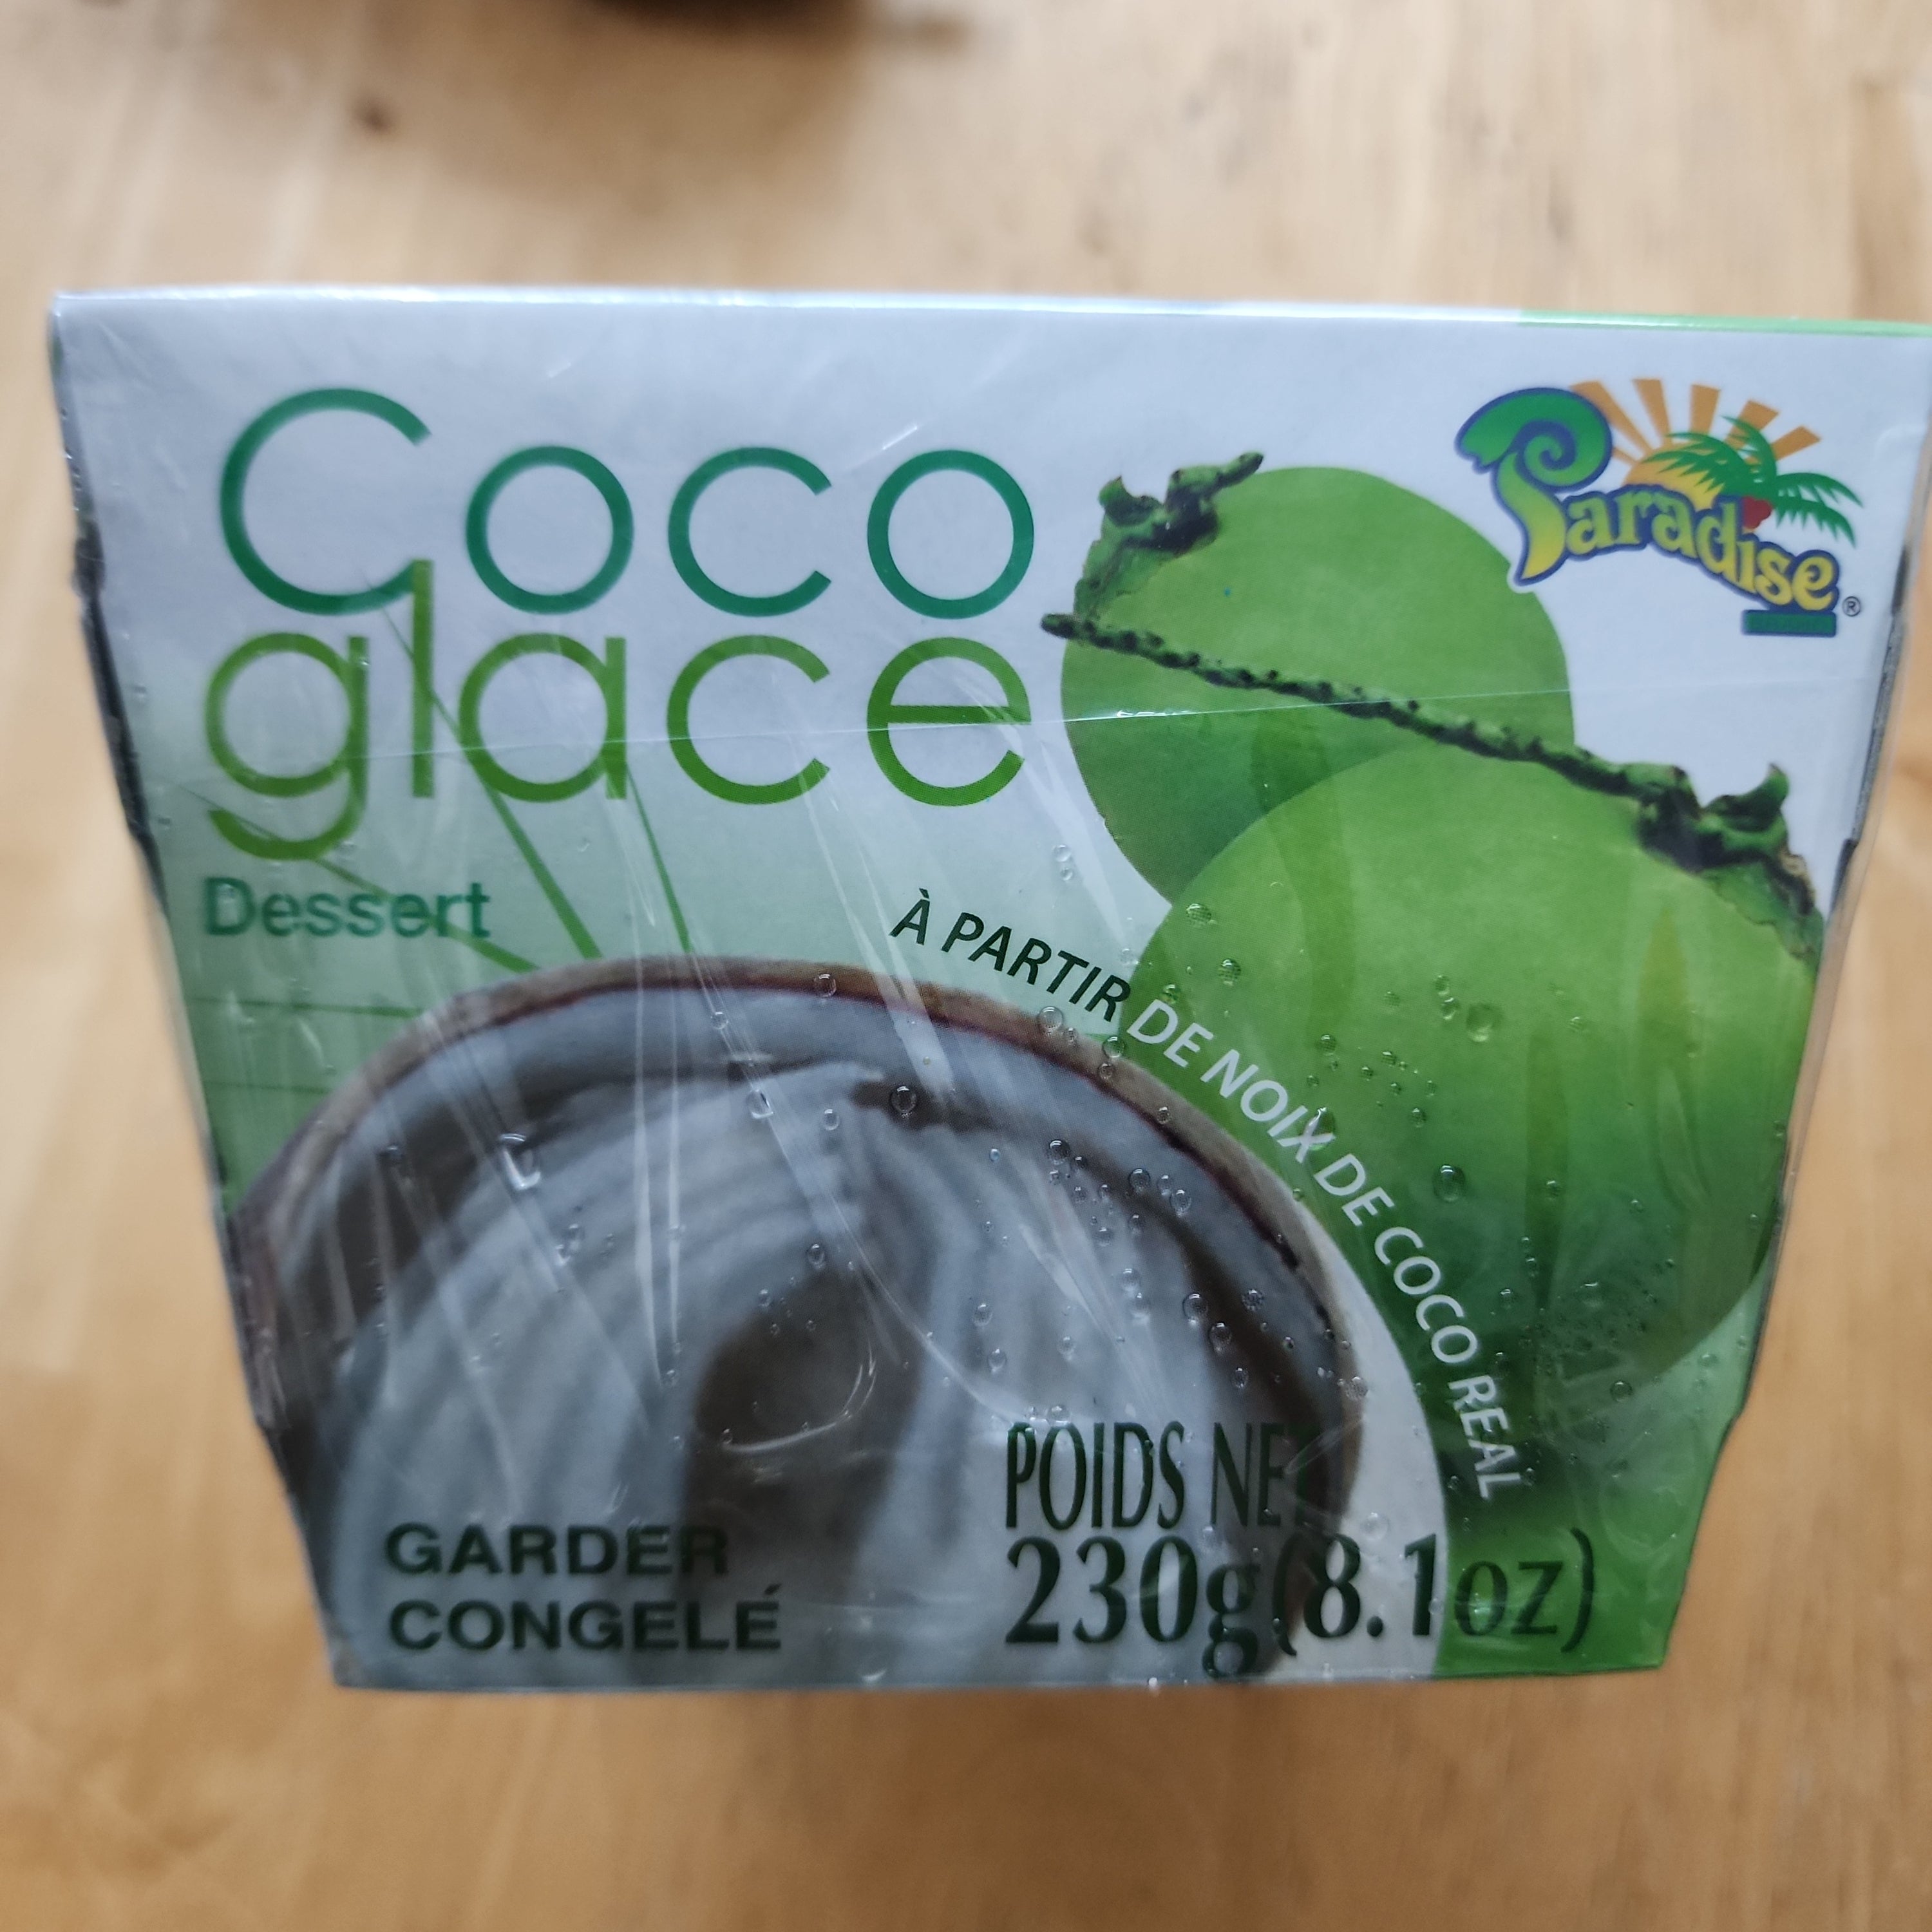 Coco
glace
Paradise®
Dessert
À PARTIR DE NOIX DE COCO REAL
POIDS NET
230g(8.1oz)
GARDER
CONGELÉ